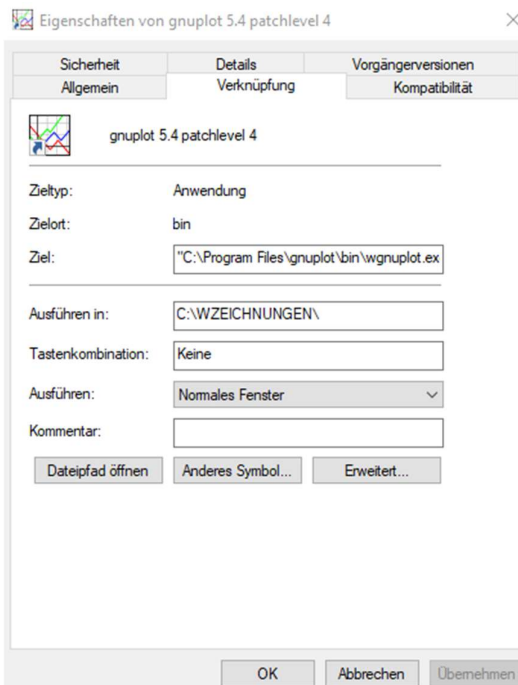 Eigenschaften von gnuplot 5.4 patchlevel 4
Sicherheit Details Vorgängerversionen
Allgemein Verknüpfung Kompatibilität
gnuplot 5.4 patchlevel 4
Zieltyp: Anwendung
Zielort: bin
Ziel: "C:\Program Files\gnuplot\bin\wgnuplot.ex
Ausführen in: C:\WZEICHNUNGEN\
Tastenkombination: Keine
Ausführen: Normales Fenster
Kommentar:
Dateipfad öffnen Anderes Symbol... Erweitert...
OK Abbrechen Übernehmen